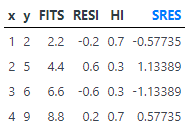 x y FITS RESI HI SRES
1 2 2.2 -0.2 0.7 -0.57735
2 5 4.4 0.6 0.3 1.13389
3 6 6.6 -0.6 0.3 -1.13389
4 9 8.8 0.2 0.7 0.57735